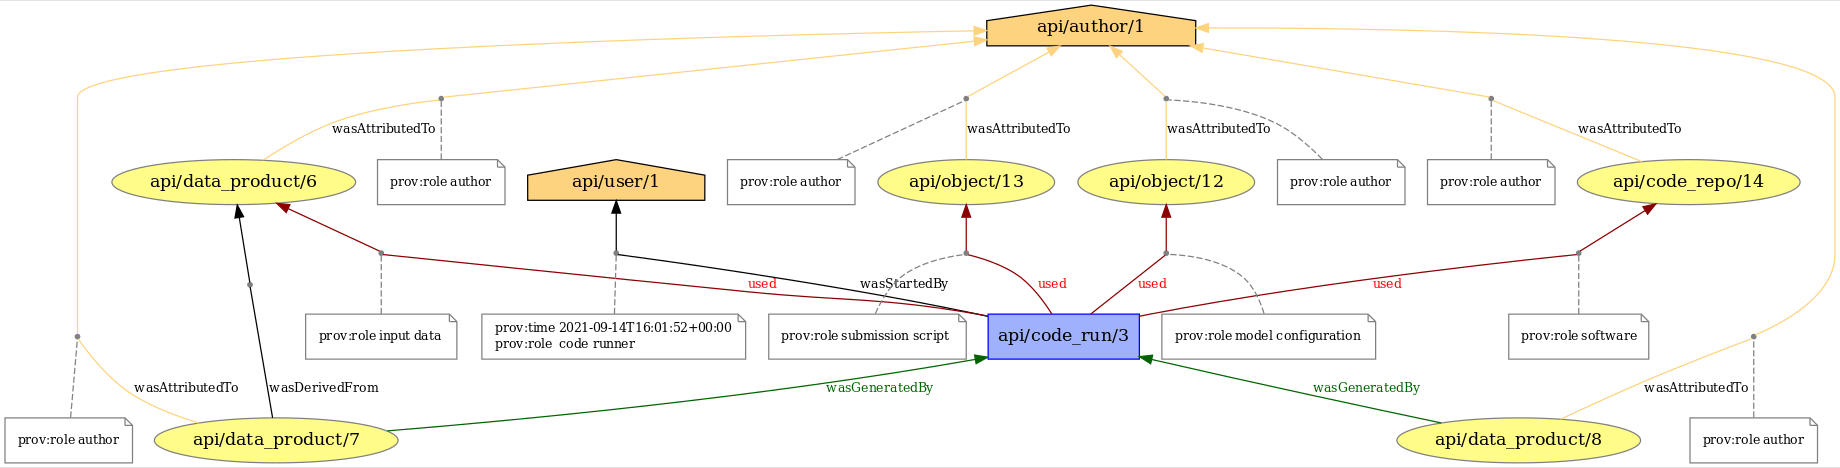 api/author/1
wasAttributedTo
wasAttributedTo
wasAttributedTo
wasAttributedTo
api/data_product/6
prov:role author
api/user/1
prov:role author
api/object/13
api/object/12
prov:role author
prov:role author
api/code_repo/14
used
wasStartedBy
used
used
used
prov:role input data
prov:time 2021-09-14T16:01:52+00:00
prov:role  code runner
prov:role submission script
api/code_run/3
prov:role model configuration
prov:role software
wasAttributedTo
wasDerivedFrom
wasGeneratedBy
wasGeneratedBy
wasAttributedTo
prov:role author
api/data_product/7
api/data_product/8
prov:role author